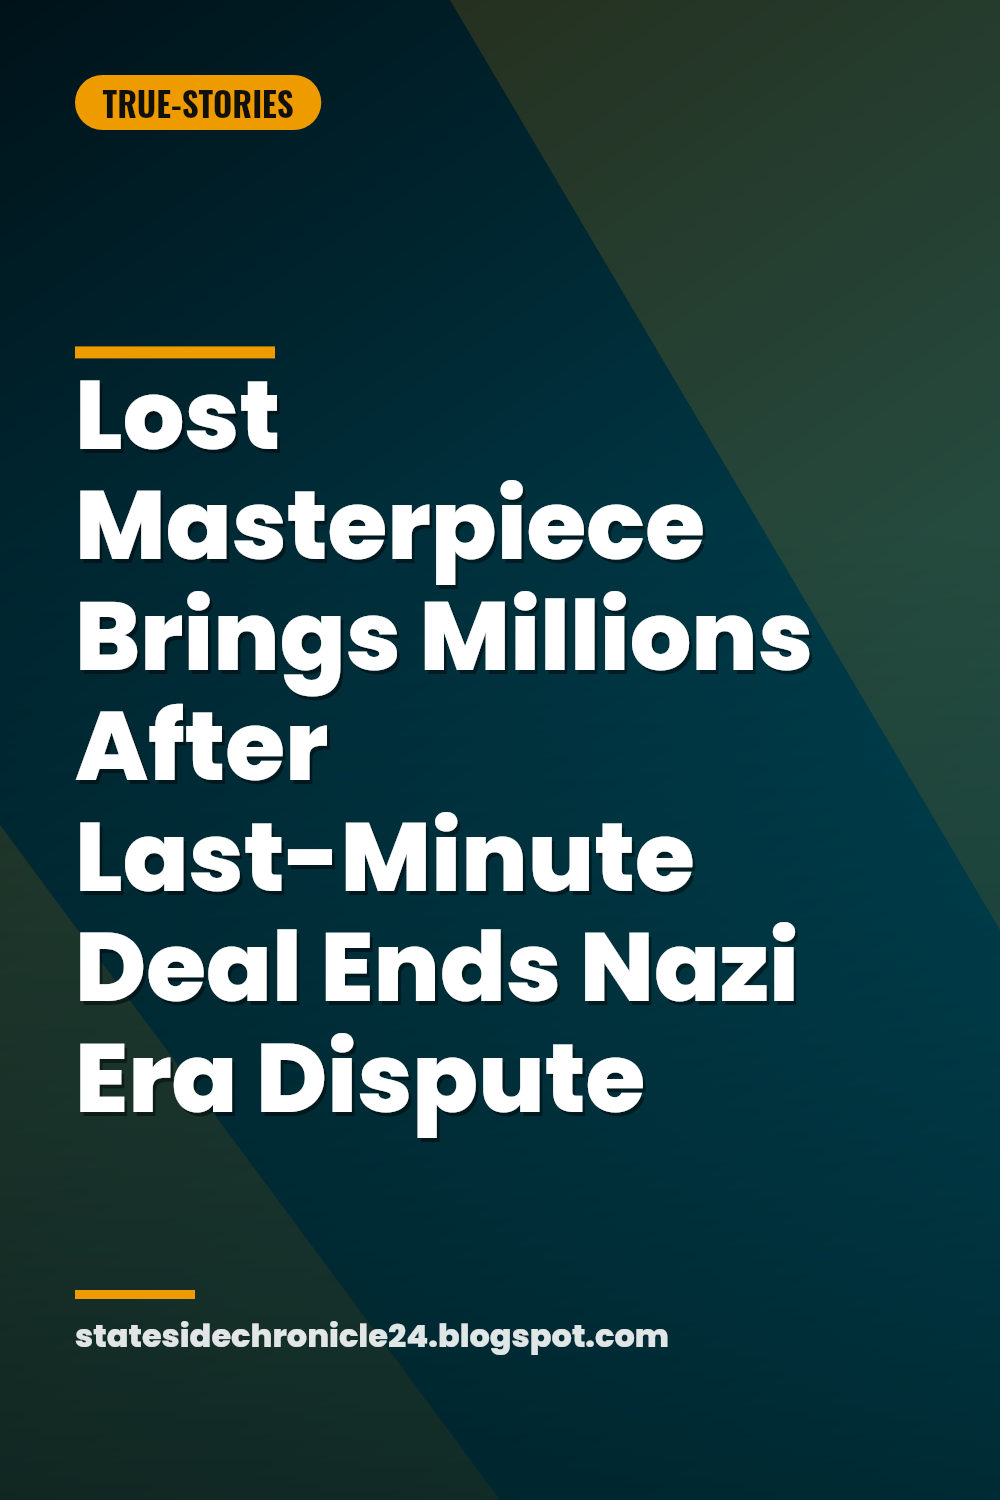 TRUE-STORIES
Lost
Masterpiece
Brings Millions
After
Last-Minute
Deal Ends Nazi
Era Dispute
statesidechronicle24.blogspot.com